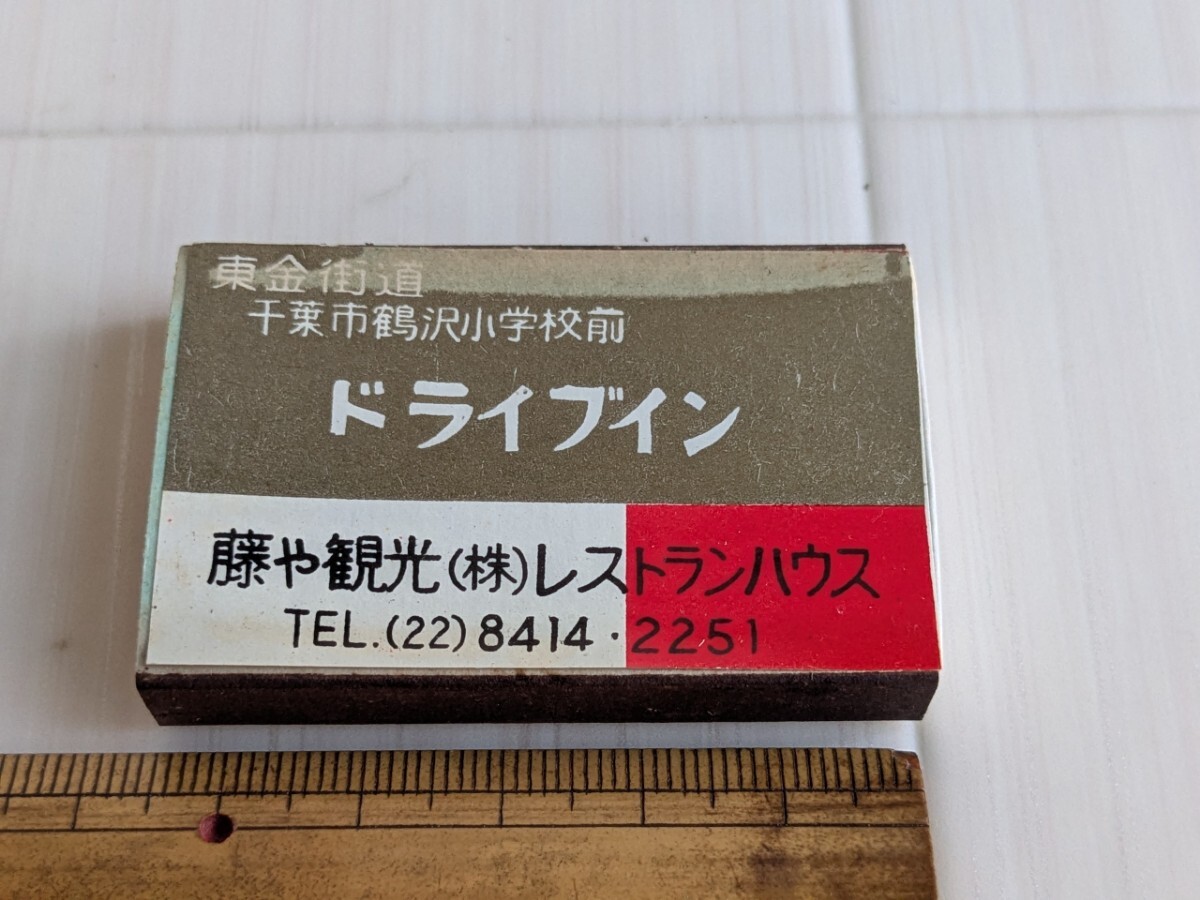 東金街道
千葉市鶴沢小学校前
ドライブイン
藤や観光(株)レストランハウス
TEL.(22)8414・2251